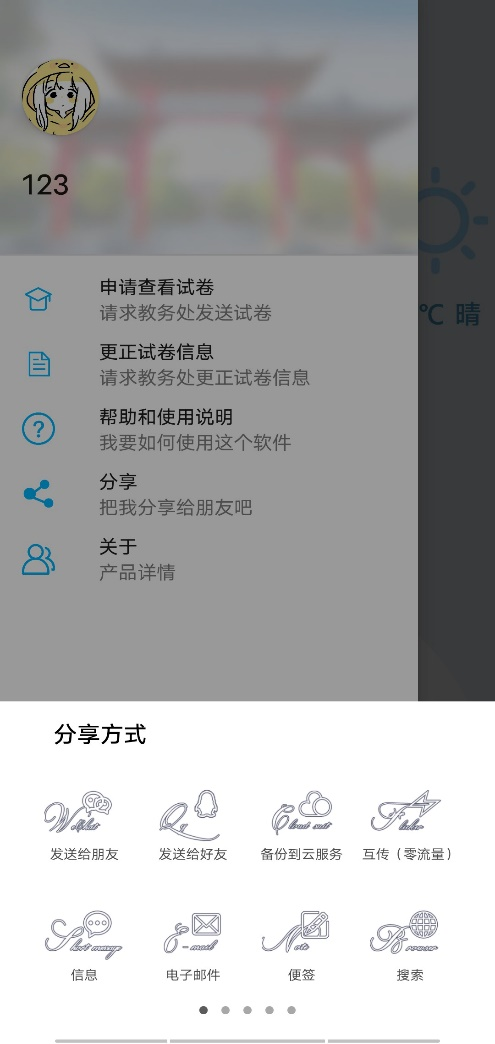 123
℃ 晴
申请查看试卷
请求教务处发送试卷
更正试卷信息
请求教务处更正试卷信息
帮助和使用说明
我要如何使用这个软件
分享
把我分享给朋友吧
关于
产品详情
分享方式
发送给朋友
发送给好友
备份到云服务
互传（零流量）
E-mail
Note
信息
电子邮件
便签
搜索